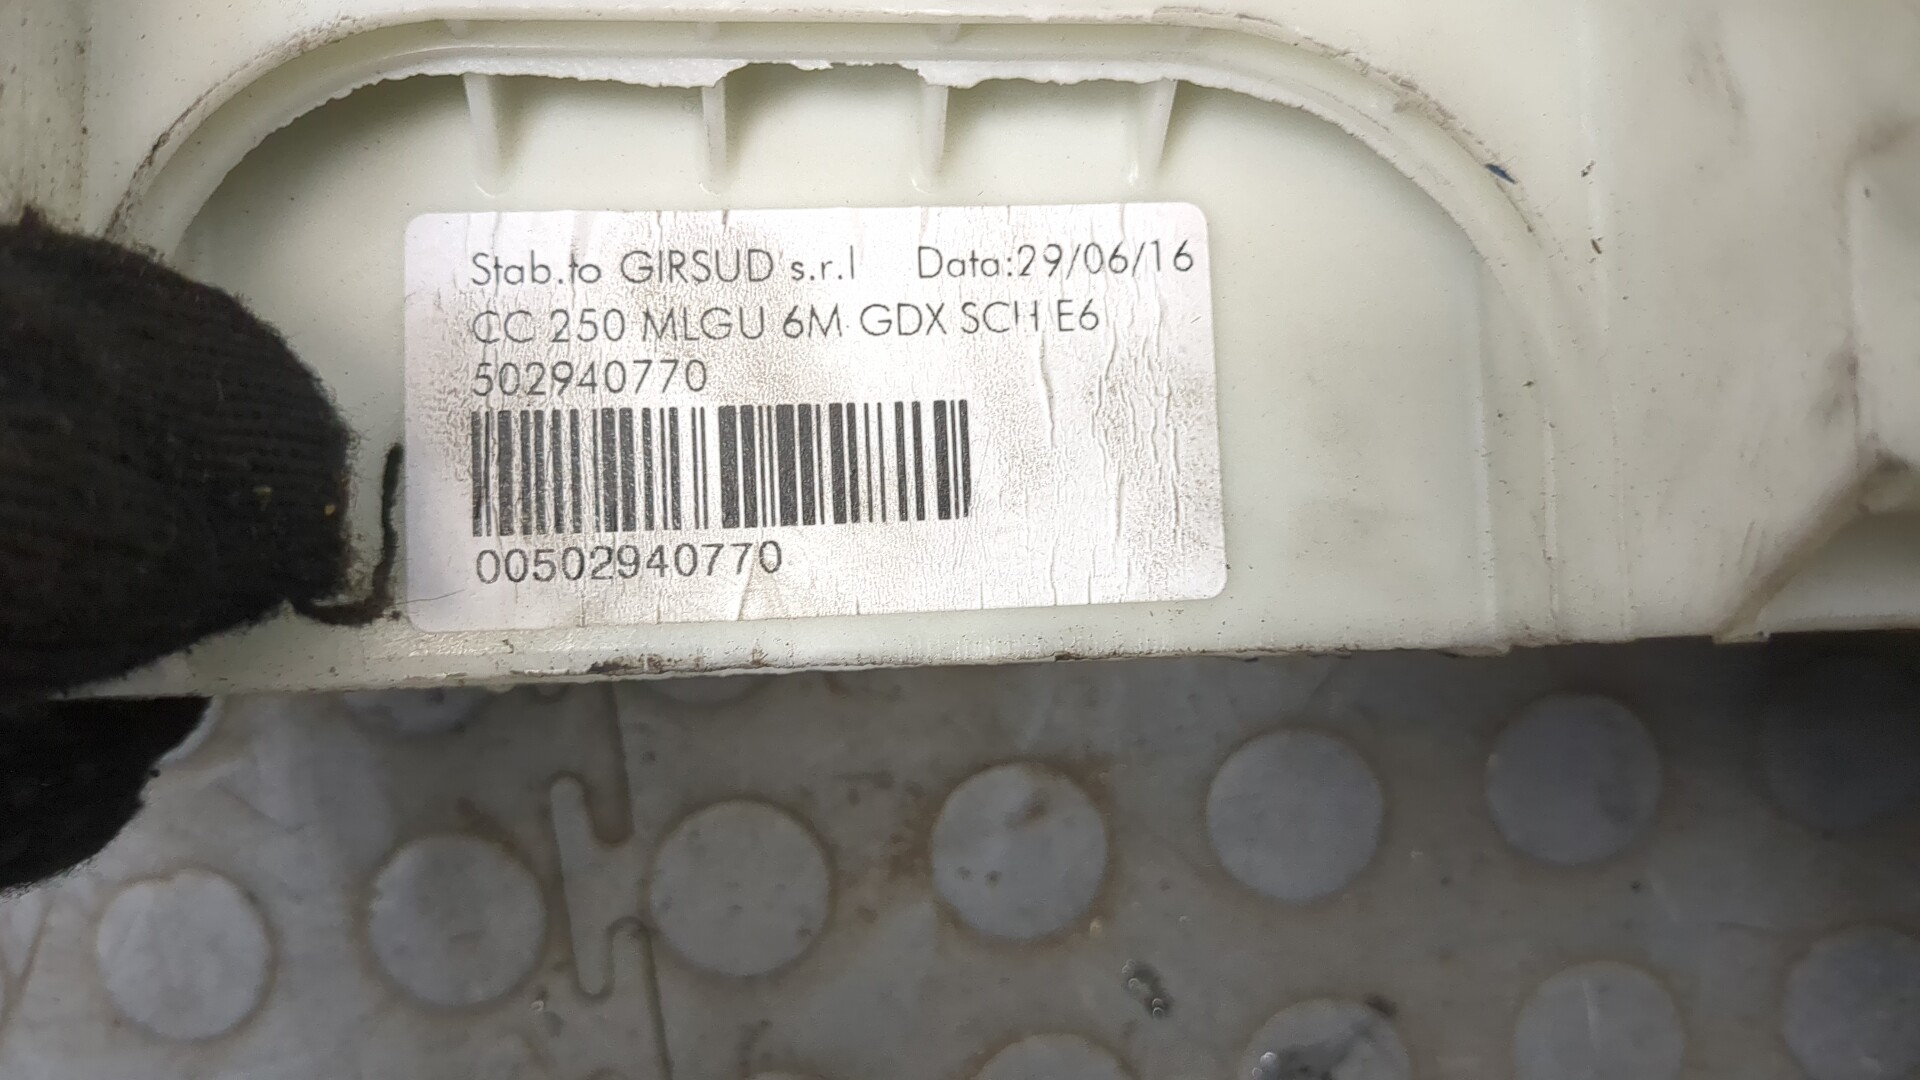 Stab.to GIRSUD s.r.l Data:29/06/16
CC 250 MLGU 6M GDX SCH E6
502940770
00502940770